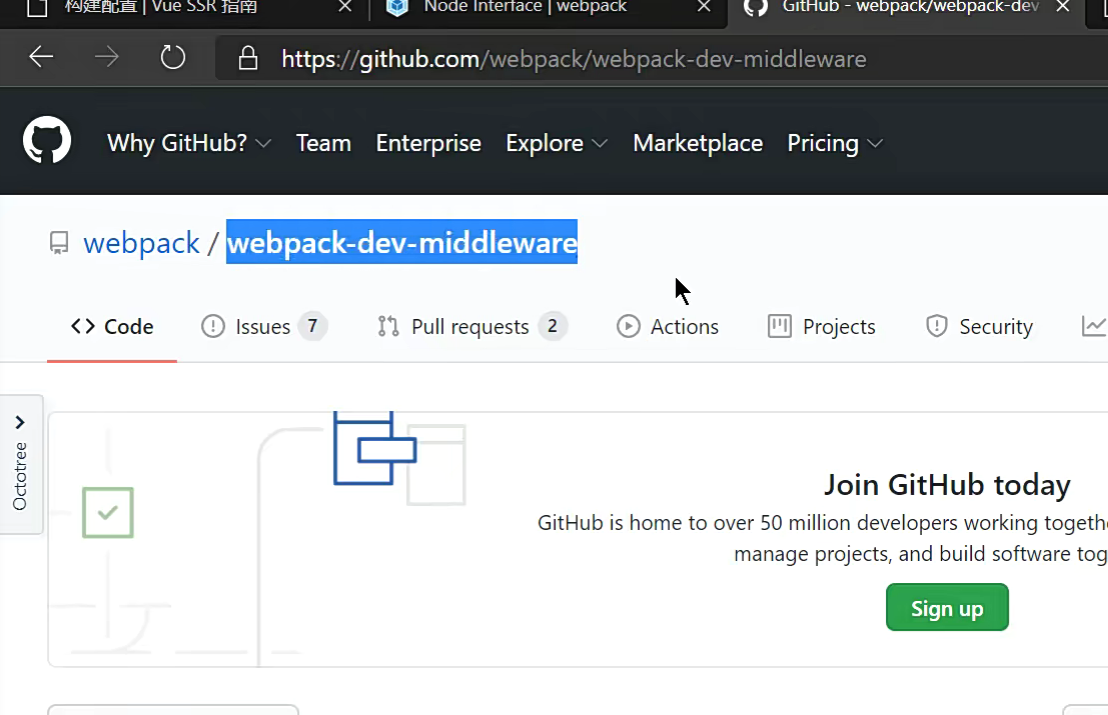 构建配置 | Vue SSR 指南
Node Interface | webpack
GitHub - webpack/webpack-dev
https://github.com/webpack/webpack-dev-middleware
Why GitHub? Team Enterprise Explore Marketplace Pricing
webpack / webpack-dev-middleware
Code Issues 7 Pull requests 2 Actions Projects Security
Octotree
Join GitHub today
GitHub is home to over 50 million developers working togethe
manage projects, and build software tog
Sign up